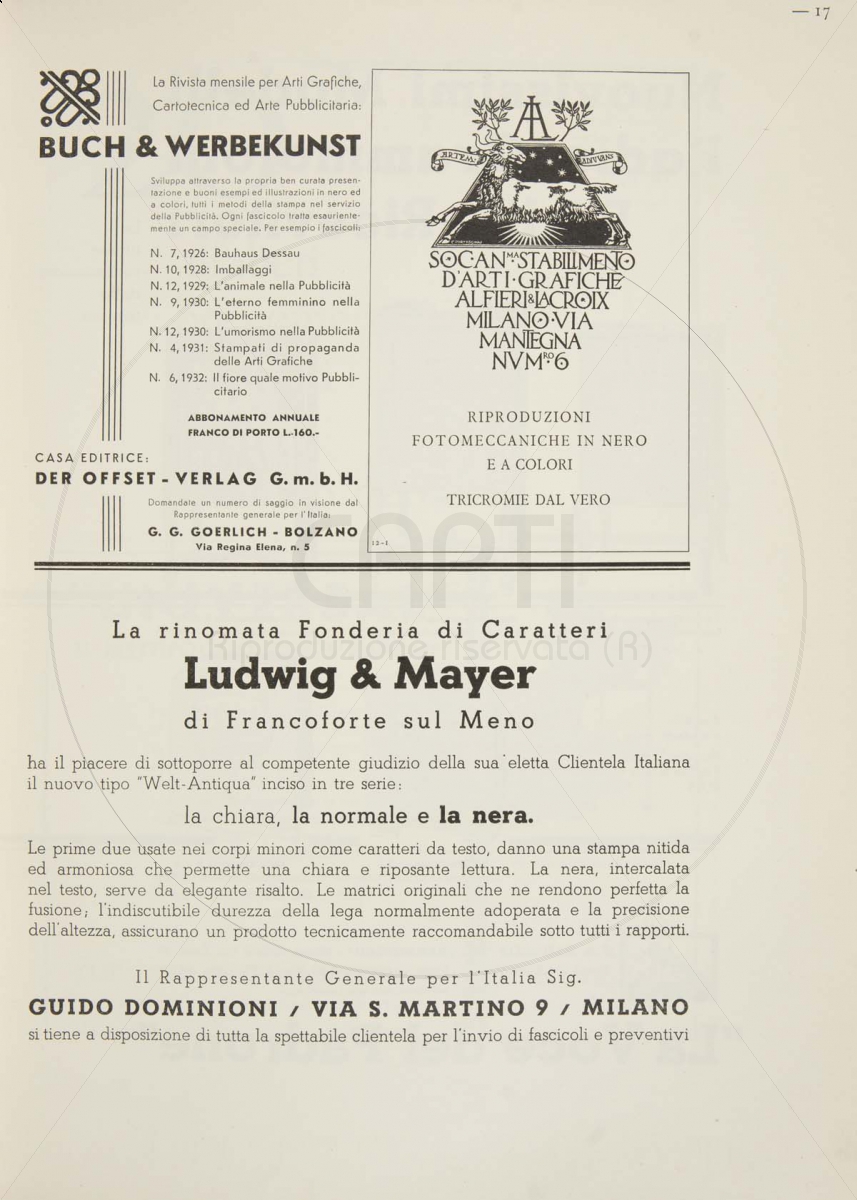 — 17
La Rivista mensile per Arti Grafiche,
Cartotecnica ed Arte Pubblicitaria:
BUCH & WERBEKUNST
Sviluppa attraverso la propria ben curata presen-
tazione e buoni esempi ed illustrazioni in nero ed
a colori, tutti i metodi della stampa nel servizio
della Pubblicità. Ogni fascicolo tratta esauriente-
mente un campo speciale. Per esempio i fascicoli:
N. 7, 1926: Bauhaus Dessau
N. 10, 1928: Imballaggi
N. 12, 1929: L'animale nella Pubblicità
N. 9, 1930: L'eterno femminino nella
Pubblicità
N. 12, 1930: L'umorismo nella Pubblicità
N. 4, 1931: Stampati di propaganda
delle Arti Grafiche
N. 6, 1932: Il fiore quale motivo Pubbli-
citario
ABBONAMENTO ANNUALE
FRANCO DI PORTO L. 160.-
CASA EDITRICE:
DER OFFSET - VERLAG G. m. b. H.
Domandate un numero di saggio in visione dal
Rappresentante generale per l'Italia:
G. G. GOERLICH - BOLZANO
Via Regina Elena, n. 5
ARTEM ADIVVANS
SOC·AN·MA·STABILIMENO
D'ARTI·GRAFICHE
ALFIERI&LACROIX
MILANO·VIA
MANTEGNA
NVM·RO·6
RIPRODUZIONI
FOTOMECCANICHE IN NERO
E A COLORI
TRICROMIE DAL VERO
12-1
CAPTI
Riproduzione riservata (R)
La rinomata Fonderia di Caratteri
Ludwig & Mayer
di Francoforte sul Meno
ha il piacere di sottoporre al competente giudizio della sua eletta Clientela Italiana
il nuovo tipo "Welt-Antiqua" inciso in tre serie:
la chiara, la normale e la nera.
Le prime due usate nei corpi minori come caratteri da testo, danno una stampa nitida
ed armoniosa che permette una chiara e riposante lettura. La nera, intercalata
nel testo, serve da elegante risalto. Le matrici originali che ne rendono perfetta la
fusione; l'indiscutibile durezza della lega normalmente adoperata e la precisione
dell'altezza, assicurano un prodotto tecnicamente raccomandabile sotto tutti i rapporti.
Il Rappresentante Generale per l'Italia Sig.
GUIDO DOMINIONI / VIA S. MARTINO 9 / MILANO
si tiene a disposizione di tutta la spettabile clientela per l'invio di fascicoli e preventivi